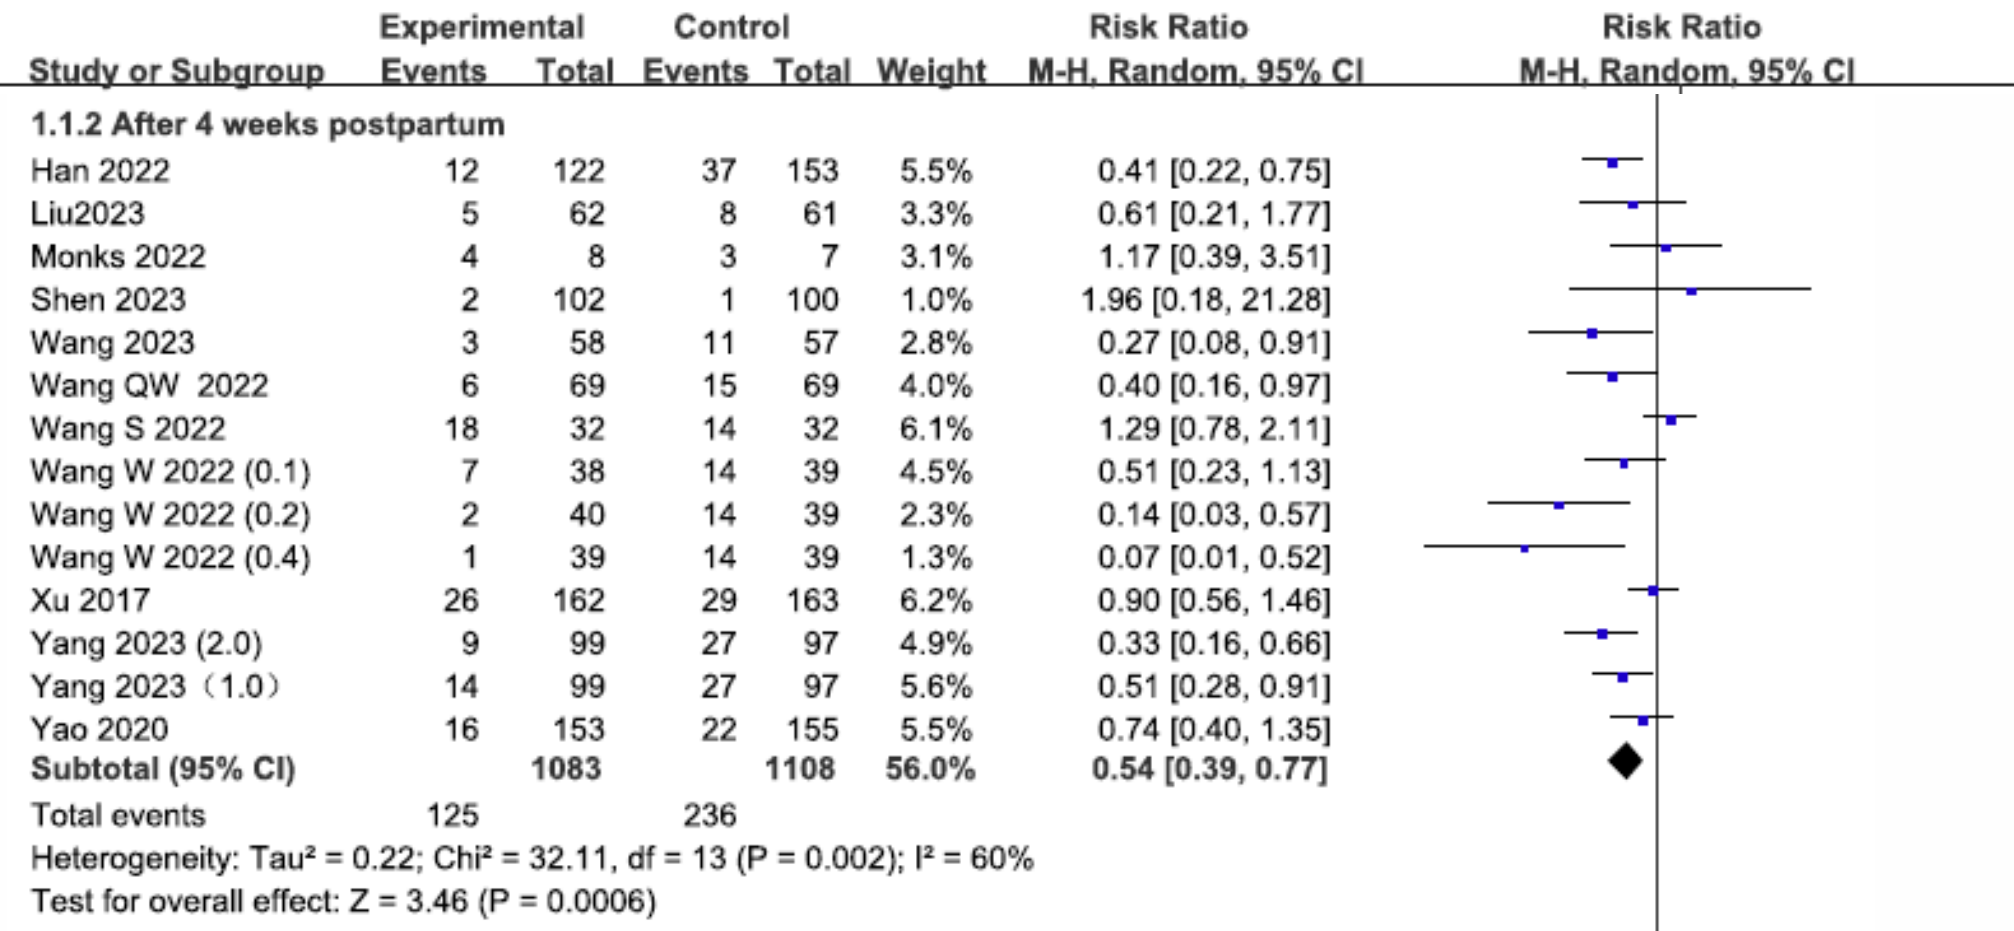 Experimental Control Risk Ratio Risk Ratio
Study or Subgroup Events Total Events Total Weight M-H, Random, 95% CI M-H, Random, 95% CI
1.1.2 After 4 weeks postpartum
Han 2022 12 122 37 153 5.5% 0.41 [0.22, 0.75]
Liu2023 5 62 8 61 3.3% 0.61 [0.21, 1.77]
Monks 2022 4 8 3 7 3.1% 1.17 [0.39, 3.51]
Shen 2023 2 102 1 100 1.0% 1.96 [0.18, 21.28]
Wang 2023 3 58 11 57 2.8% 0.27 [0.08, 0.91]
Wang QW 2022 6 69 15 69 4.0% 0.40 [0.16, 0.97]
Wang S 2022 18 32 14 32 6.1% 1.29 [0.78, 2.11]
Wang W 2022 (0.1) 7 38 14 39 4.5% 0.51 [0.23, 1.13]
Wang W 2022 (0.2) 2 40 14 39 2.3% 0.14 [0.03, 0.57]
Wang W 2022 (0.4) 1 39 14 39 1.3% 0.07 [0.01, 0.52]
Xu 2017 26 162 29 163 6.2% 0.90 [0.56, 1.46]
Yang 2023 (2.0) 9 99 27 97 4.9% 0.33 [0.16, 0.66]
Yang 2023（1.0） 14 99 27 97 5.6% 0.51 [0.28, 0.91]
Yao 2020 16 153 22 155 5.5% 0.74 [0.40, 1.35]
Subtotal (95% CI) 1083 1108 56.0% 0.54 [0.39, 0.77]
Total events 125 236
Heterogeneity: Tau² = 0.22; Chi² = 32.11, df = 13 (P = 0.002); I² = 60%
Test for overall effect: Z = 3.46 (P = 0.0006)